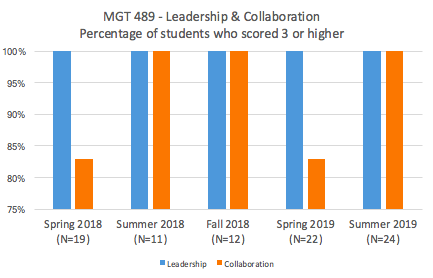 MGT 489 - Leadership & Collaboration
Percentage of students who scored 3 or higher
100%
95%
90%
85%
80%
75%
Spring 2018 Summer 2018 Fall 2018 Spring 2019 Summer 2019
(N=19) (N=11) (N=12) (N=22) (N=24)
Leadership Collaboration